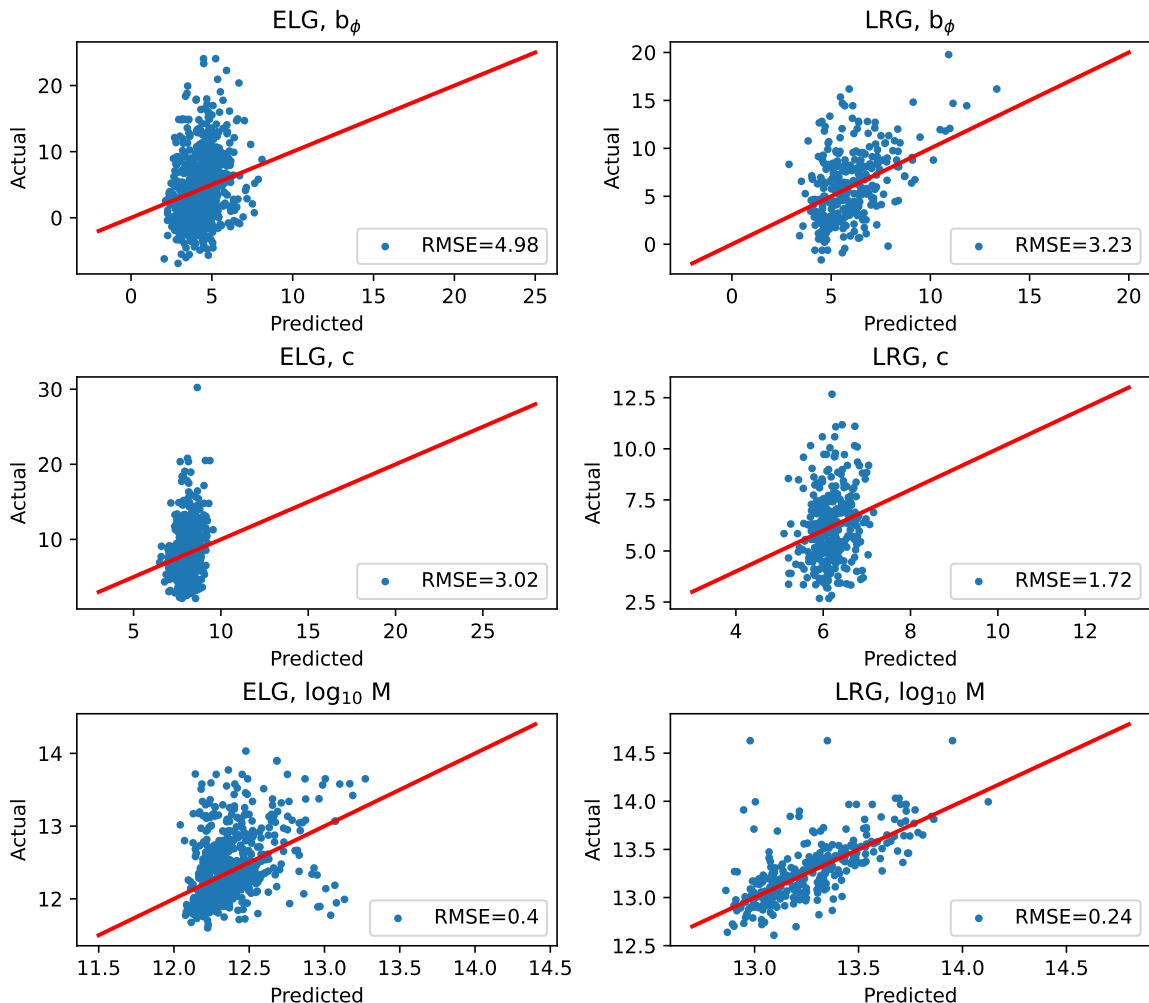 ELG, bϕ
LRG, bϕ
Actual
20
10
0
RMSE=4.98
0 5 10 15 20 25
Predicted
Actual
20
15
10
5
0
RMSE=3.23
0 5 10 15 20
Predicted
ELG, c
LRG, c
Actual
30
20
10
RMSE=3.02
5 10 15 20 25
Predicted
Actual
12.5
10.0
7.5
5.0
2.5
RMSE=1.72
4 6 8 10 12
Predicted
ELG, log₁₀ M
LRG, log₁₀ M
Actual
14
13
12
RMSE=0.4
11.5 12.0 12.5 13.0 13.5 14.0 14.5
Predicted
Actual
14.5
14.0
13.5
13.0
12.5
RMSE=0.24
13.0 13.5 14.0 14.5
Predicted